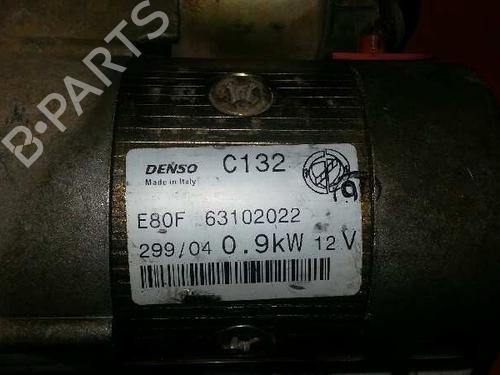 B-PARTS
DENSO C132
Made in Italy
E80F 63102022
299/04 0.9kW 12V